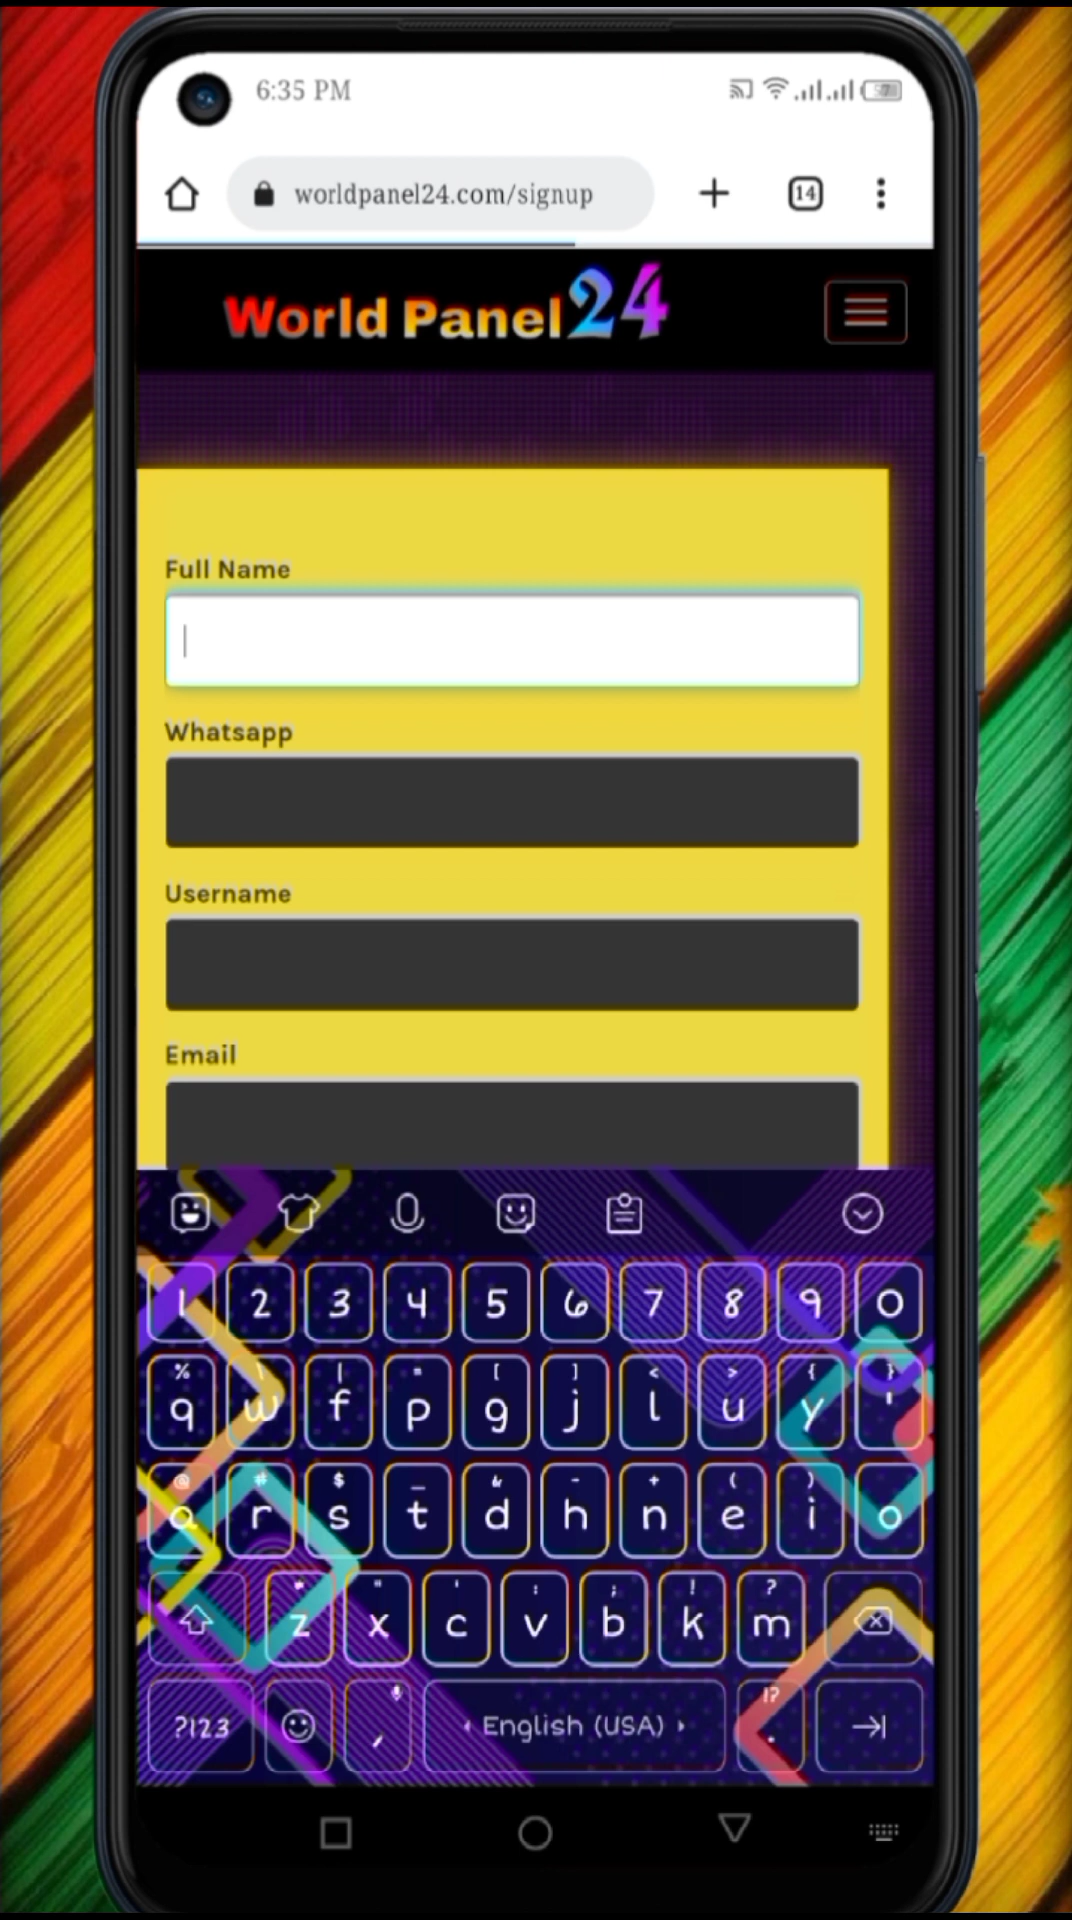 6:35 PM
57
worldpanel24.com/signup
14
World Panel24
Full Name
Whatsapp
Username
Email
1 2 3 4 5 6 7 8 9 0
% \ | = [ ] < > { }
q w f p g j l u y '
@ # $ _ & - + ( )
a r s t d h n e i o
* " ' : ; ! ?
z x c v b k m
!?
?123 , English (USA) .